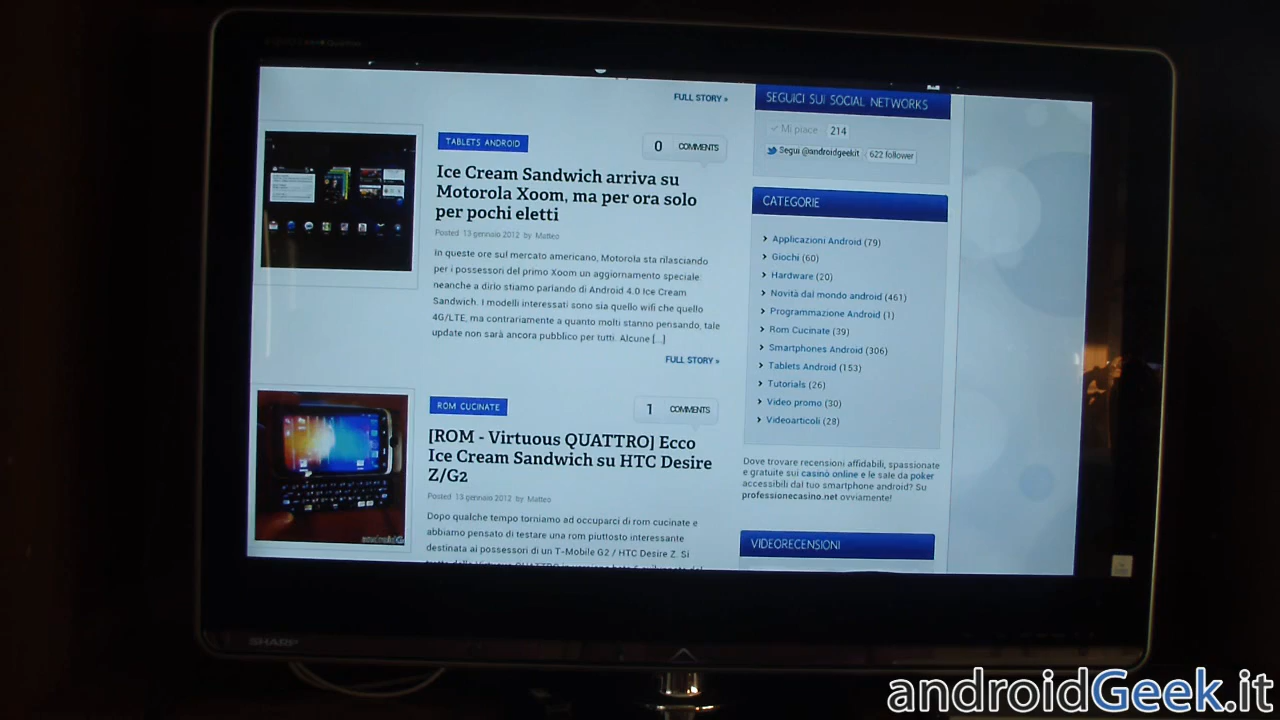 FULL STORY »
TABLETS ANDROID
0 COMMENTS
Ice Cream Sandwich arriva su
Motorola Xoom, ma per ora solo
per pochi eletti
Posted 13 gennaio 2012 by Matteo
In queste ore sul mercato americano, Motorola sta rilasciando
per i possessori del primo Xoom un aggiornamento speciale:
neanche a dirlo stiamo parlando di Android 4.0 Ice Cream
Sandwich. I modelli interessati sono sia quello wifi che quello
4G/LTE, ma contrariamente a quanto molti stanno pensando, tale
update non sarà ancora pubblico per tutti. Alcune [...]
FULL STORY »
ROM CUCINATE
1 COMMENTS
[ROM - Virtuous QUATTRO] Ecco
Ice Cream Sandwich su HTC Desire
Z/G2
Posted 13 gennaio 2012 by Matteo
Dopo qualche tempo torniamo ad occuparci di rom cucinate e
abbiamo pensato di testare una rom piuttosto interessante
destinata ai possessori di un T-Mobile G2 / HTC Desire Z. Si
SEGUICI SUI SOCIAL NETWORKS
Mi piace 214
Segui @androidgeekit 622 follower
CATEGORIE
Applicazioni Android (79)
Giochi (60)
Hardware (20)
Novità dal mondo android (461)
Programmazione Android (1)
Rom Cucinate (39)
Smartphones Android (306)
Tablets Android (153)
Tutorials (26)
Video promo (30)
Videoarticoli (28)
Dove trovare recensioni affidabili, spassionate
e gratuite sui casinò online e le sale da poker
accessibili dal tuo smartphone android? Su
professionecasino.net ovviamente!
VIDEORECENSIONI
SHARP
androidGeek.it